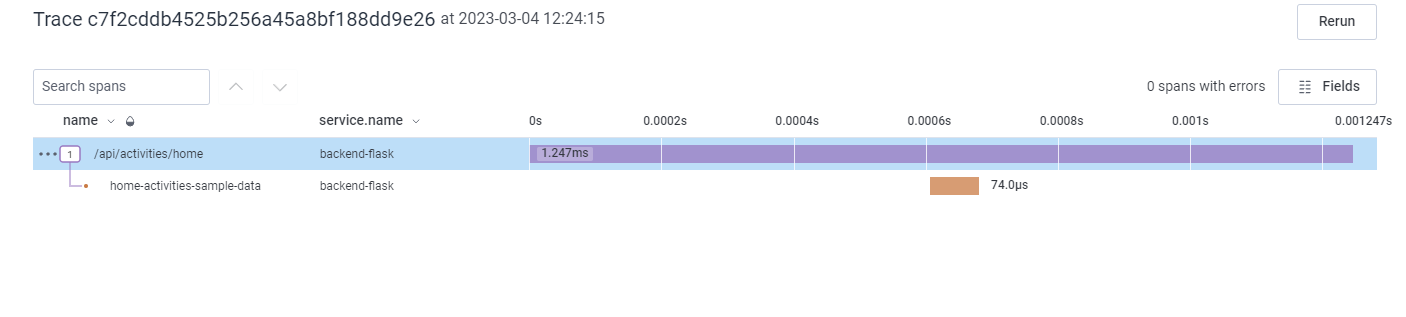 Trace c7f2cddb4525b256a45a8bf188dd9e26 at 2023-03-04 12:24:15
Rerun
Search spans
0 spans with errors
Fields
name service.name 0s 0.0002s 0.0004s 0.0006s 0.0008s 0.001s 0.001247s
1 /api/activities/home backend-flask 1.247ms
home-activities-sample-data backend-flask 74.0μs